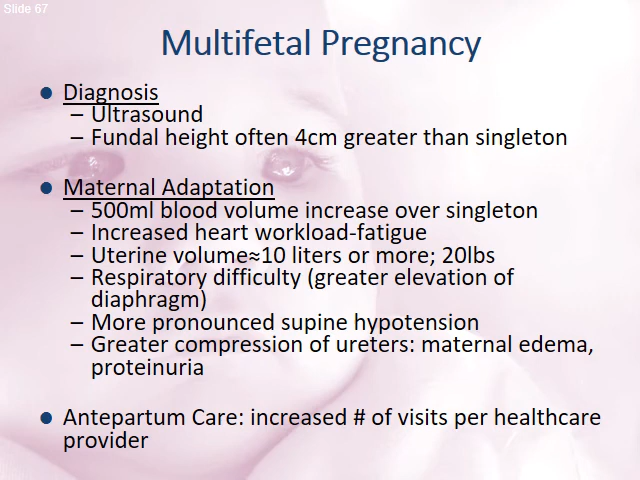 Slide 67
Multifetal Pregnancy
● Diagnosis
– Ultrasound
– Fundal height often 4cm greater than singleton
● Maternal Adaptation
– 500ml blood volume increase over singleton
– Increased heart workload-fatigue
– Uterine volume≈10 liters or more; 20lbs
– Respiratory difficulty (greater elevation of
diaphragm)
– More pronounced supine hypotension
– Greater compression of ureters: maternal edema,
proteinuria
● Antepartum Care: increased # of visits per healthcare
provider